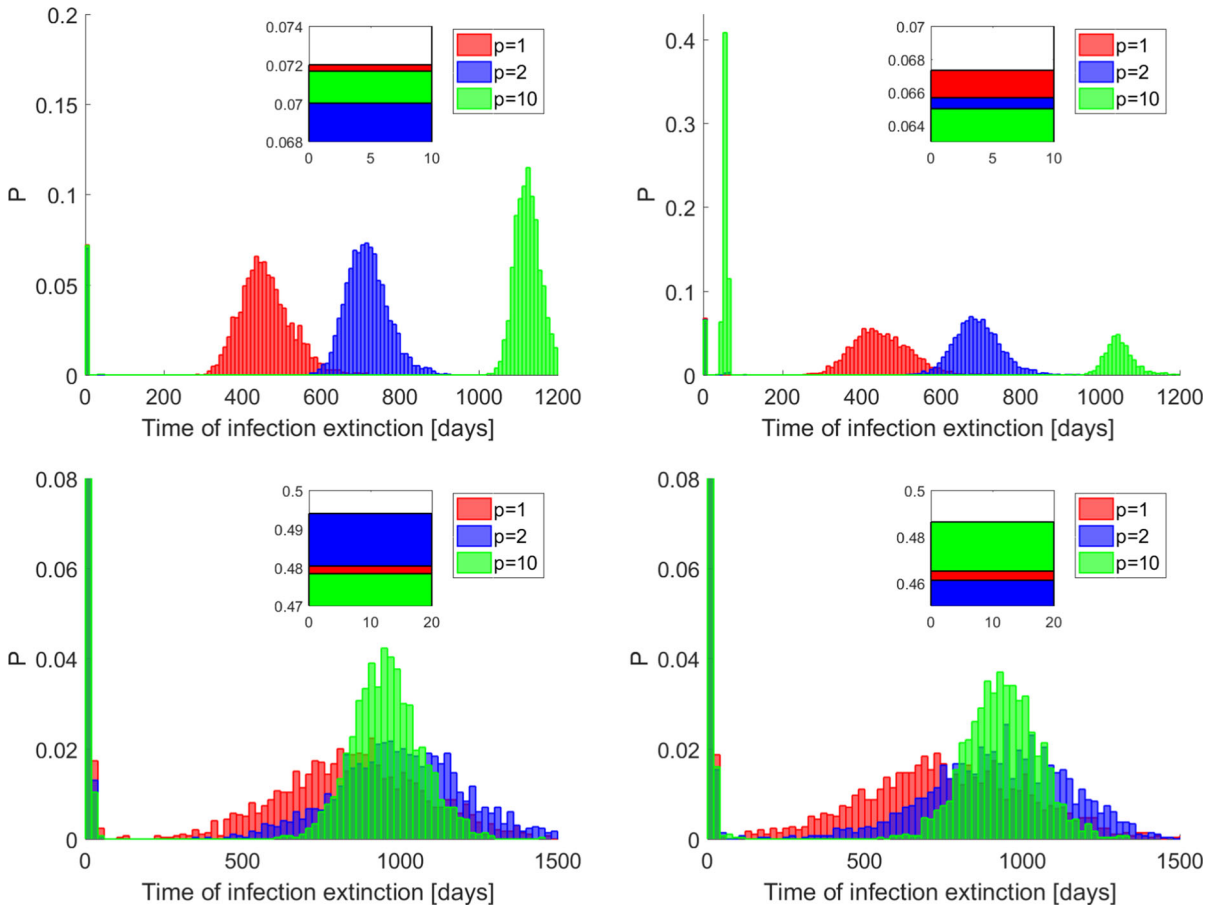 0.2
0.15
0.1
0.05
0
P
0 200 400 600 800 1000 1200
Time of infection extinction [days]
0.074
0.072
0.07
0.068
0 5 10
p=1
p=2
p=10
0.4
0.3
0.2
0.1
0
P
0 200 400 600 800 1000 1200
Time of infection extinction [days]
0.07
0.068
0.066
0.064
0 5 10
p=1
p=2
p=10
0.08
0.06
0.04
0.02
0
P
0 500 1000 1500
Time of infection extinction [days]
0.5
0.49
0.48
0.47
0 10 20
p=1
p=2
p=10
0.08
0.06
0.04
0.02
0
P
0 500 1000 1500
Time of infection extinction [days]
0.5
0.48
0.46
0 10 20
p=1
p=2
p=10